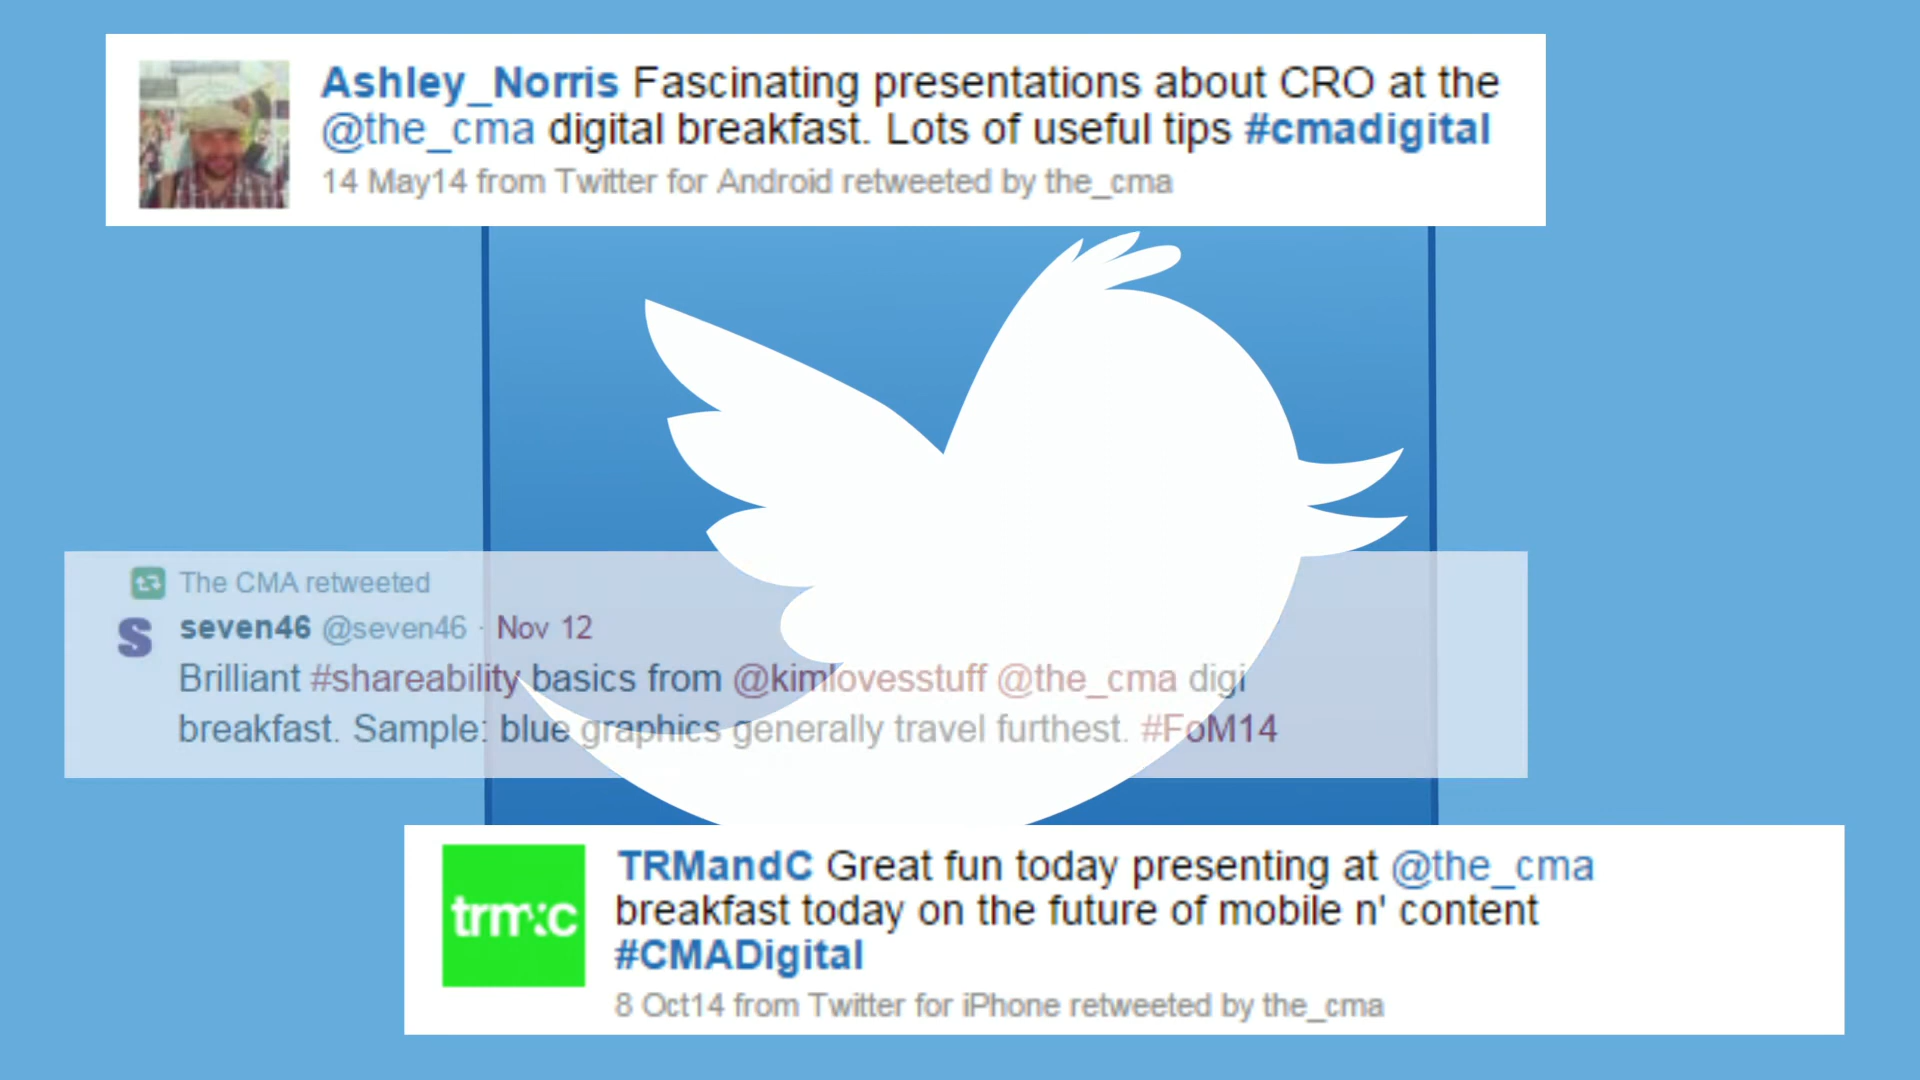 Ashley_Norris Fascinating presentations about CRO at the
@the_cma digital breakfast. Lots of useful tips #cmadigital
14 May14 from Twitter for Android retweeted by the_cma
The CMA retweeted
S
seven46 @seven46 · Nov 12
Brilliant #shareability basics from @kimlovesstuff @the_cma digi
breakfast. Sample: blue graphics generally travel furthest. #FoM14
trm&c
TRMandC Great fun today presenting at @the_cma
breakfast today on the future of mobile n' content
#CMADigital
8 Oct14 from Twitter for iPhone retweeted by the_cma